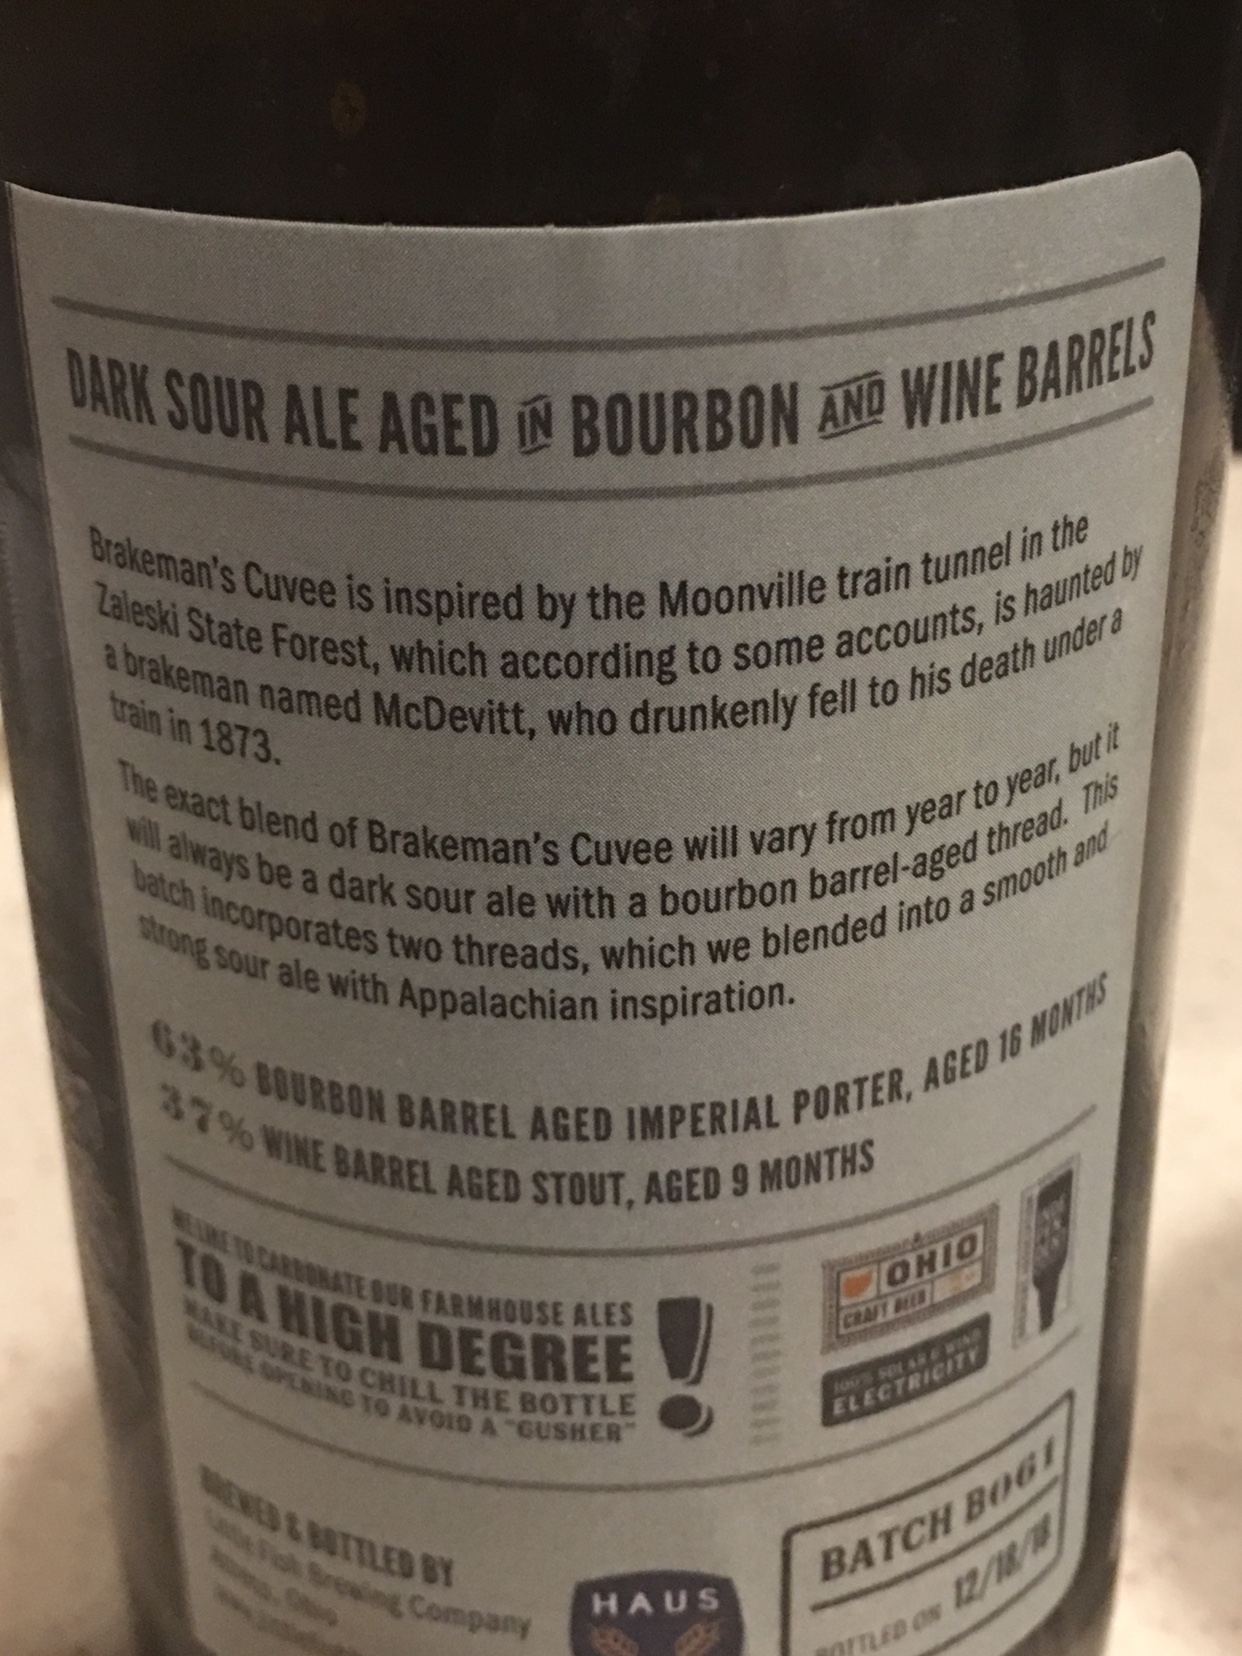 DARK SOUR ALE AGED IN BOURBON AND WINE BARRELS
Brakeman's Cuvee is inspired by the Moonville train tunnel in the
Zaleski State Forest, which according to some accounts, is haunted by
a brakeman named McDevitt, who drunkenly fell to his death under a
train in 1873.
The exact blend of Brakeman's Cuvee will vary from year to year, but it
will always be a dark sour ale with a bourbon barrel-aged thread. This
batch incorporates two threads, which we blended into a smooth and
strong sour ale with Appalachian inspiration.
63% BOURBON BARREL AGED IMPERIAL PORTER, AGED 16 MONTHS
37% WINE BARREL AGED STOUT, AGED 9 MONTHS
WE LIKE TO CARBONATE OUR FARMHOUSE ALES
TO A HIGH DEGREE!
MAKE SURE TO CHILL THE BOTTLE
BEFORE OPENING TO AVOID A "GUSHER"
OHIO
CRAFT BEER
100% SOLAR & WIND
ELECTRICITY
BREWED & BOTTLED BY
Little Fish Brewing Company
Athens, Ohio
HAUS
BATCH B061
BOTTLED ON 12/18/18